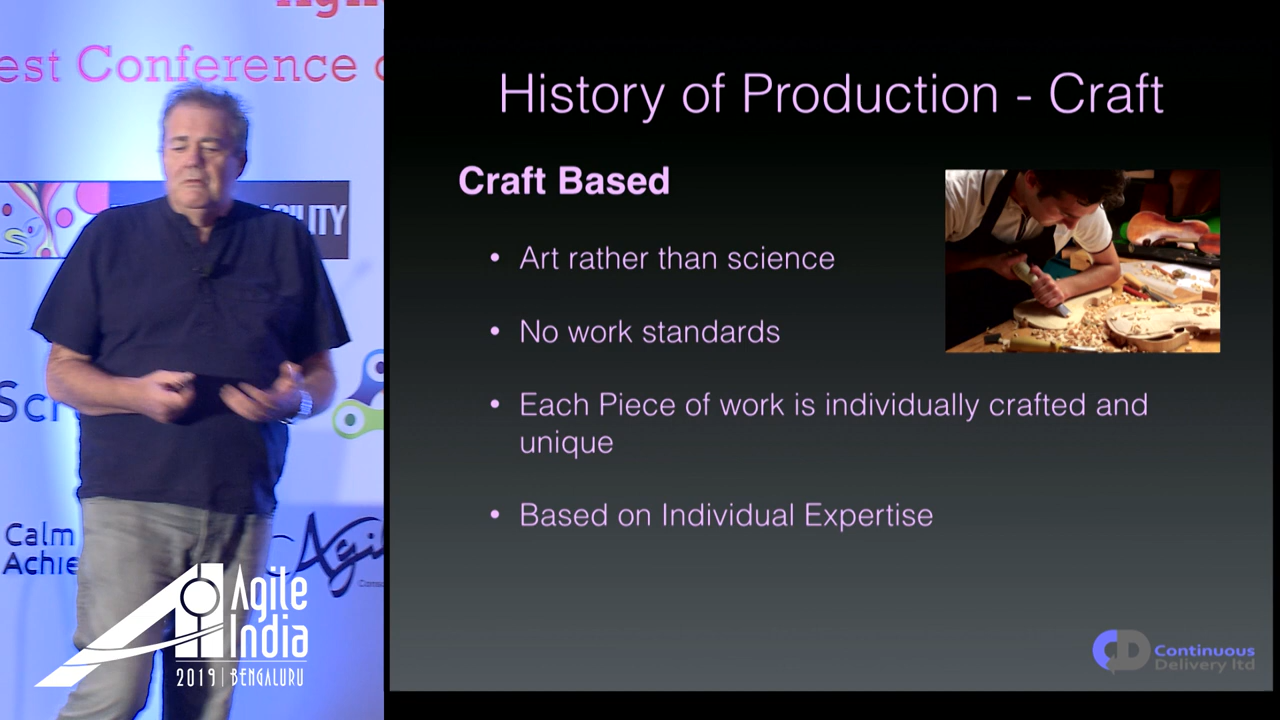 est Conference
History of Production - Craft
Craft Based
• Art rather than science
• No work standards
• Each Piece of work is individually crafted and
unique
• Based on Individual Expertise
Calm
Achie
Agile
India
2019 | BENGALURU
Continuous
Delivery ltd